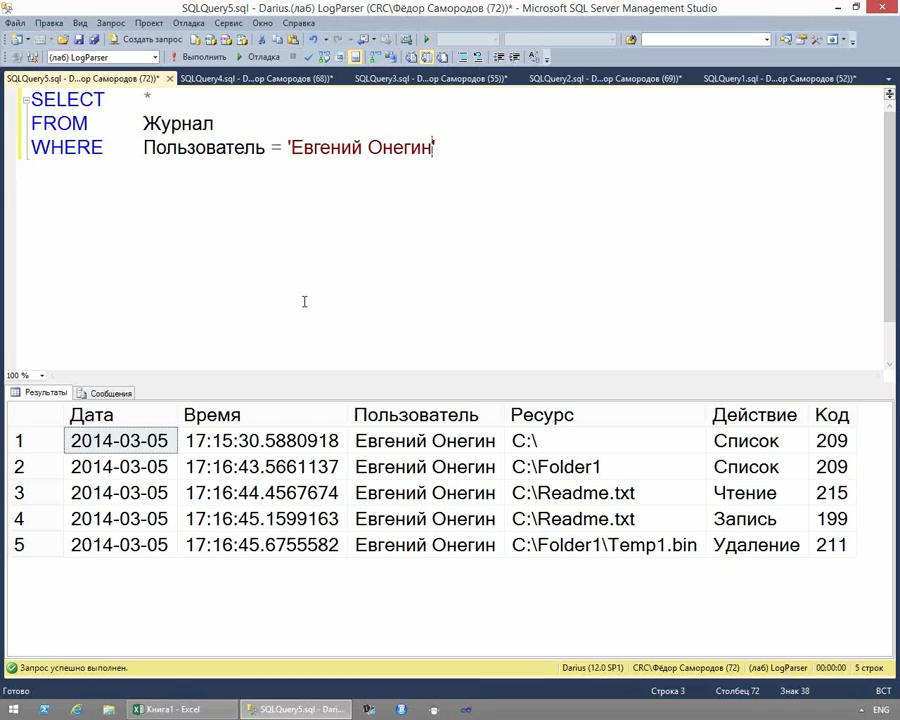 SQLQuery5.sql - Darius.(лаб) LogParser (CRC\Фёдор Самородов (72))* - Microsoft SQL Server Management Studio
Файл Правка Вид Запрос Проект Отладка Сервис Окно Справка
Создать запрос
(лаб) LogParser Выполнить Отладка
SQLQuery5.sql - D...ор Самородов (72))* SQLQuery4.sql - D...ор Самородов (68))* SQLQuery3.sql - D...ор Самородов (55))* SQLQuery2.sql - D...ор Самородов (69))* SQLQuery1.sql - D...ор Самородов (52))*
SELECT *
FROM Журнал
WHERE Пользователь = 'Евгений Онегин'
100 %
Результаты Сообщения
Дата Время Пользователь Ресурс Действие Код
1 2014-03-05 17:15:30.5880918 Евгений Онегин C:\ Список 209
2 2014-03-05 17:16:43.5661137 Евгений Онегин C:\Folder1 Список 209
3 2014-03-05 17:16:44.4567674 Евгений Онегин C:\Readme.txt Чтение 215
4 2014-03-05 17:16:45.1599163 Евгений Онегин C:\Readme.txt Запись 199
5 2014-03-05 17:16:45.6755582 Евгений Онегин C:\Folder1\Temp1.bin Удаление 211
Запрос успешно выполнен. Darius (12.0 SP1) CRC\Фёдор Самородов (72) (лаб) LogParser 00:00:00 5 строк
Готово Строка 3 Столбец 72 Знак 38 ВСТ
Книга1 - Excel SQLQuery5.sql - Dari... ENG